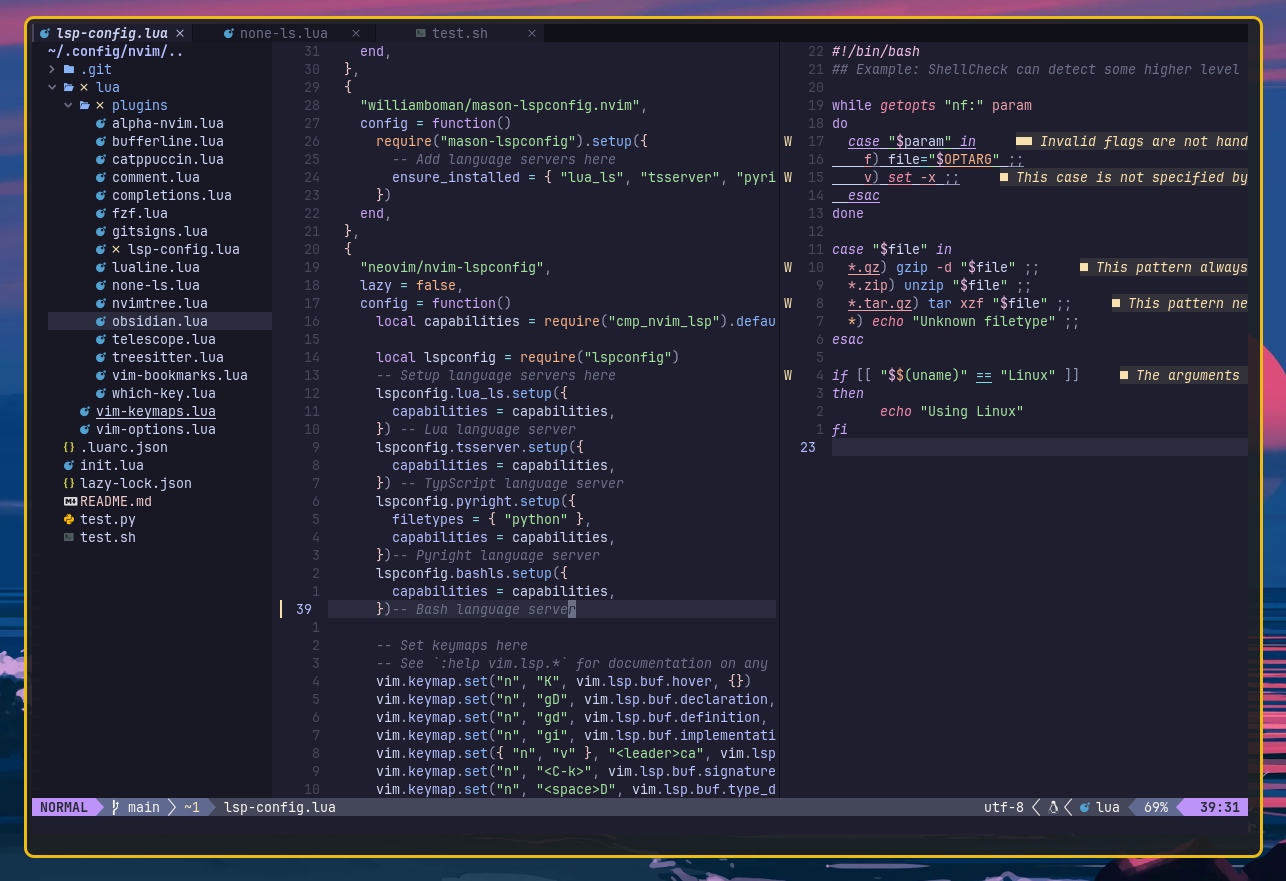 lsp-config.lua × none-ls.lua × test.sh ×
~/.config/nvim/..
.git
lua
plugins
alpha-nvim.lua
bufferline.lua
catppuccin.lua
comment.lua
completions.lua
fzf.lua
gitsigns.lua
lsp-config.lua
lualine.lua
none-ls.lua
nvimtree.lua
obsidian.lua
telescope.lua
treesitter.lua
vim-bookmarks.lua
which-key.lua
vim-keymaps.lua
vim-options.lua
{} .luarc.json
init.lua
{} lazy-lock.json
README.md
test.py
test.sh
31 end,
30 },
29 {
28 "williamboman/mason-lspconfig.nvim",
27 config = function()
26 require("mason-lspconfig").setup({
25 -- Add language servers here
24 ensure_installed = { "lua_ls", "tsserver", "pyri
23 })
22 end,
21 },
20 {
19 "neovim/nvim-lspconfig",
18 lazy = false,
17 config = function()
16 local capabilities = require("cmp_nvim_lsp").defau
15
14 local lspconfig = require("lspconfig")
13 -- Setup language servers here
12 lspconfig.lua_ls.setup({
11 capabilities = capabilities,
10 }) -- Lua language server
9 lspconfig.tsserver.setup({
8 capabilities = capabilities,
7 }) -- TypScript language server
6 lspconfig.pyright.setup({
5 filetypes = { "python" },
4 capabilities = capabilities,
3 })-- Pyright language server
2 lspconfig.bashls.setup({
1 capabilities = capabilities,
39 })-- Bash language server
1
2 -- Set keymaps here
3 -- See `:help vim.lsp.*` for documentation on any
4 vim.keymap.set("n", "K", vim.lsp.buf.hover, {})
5 vim.keymap.set("n", "gD", vim.lsp.buf.declaration,
6 vim.keymap.set("n", "gd", vim.lsp.buf.definition,
7 vim.keymap.set("n", "gi", vim.lsp.buf.implementati
8 vim.keymap.set({ "n", "v" }, "<leader>ca", vim.lsp
9 vim.keymap.set("n", "<C-k>", vim.lsp.buf.signature
10 vim.keymap.set("n", "<space>D", vim.lsp.buf.type_d
22 #!/bin/bash
21 ## Example: ShellCheck can detect some higher level
20
19 while getopts "nf:" param
18 do
W 17 case "$param" in ■■ Invalid flags are not hand
16 f) file="$OPTARG" ;;
W 15 v) set -x ;; ■ This case is not specified by
14 esac
13 done
12
11 case "$file" in
W 10 *.gz) gzip -d "$file" ;; ■ This pattern always
9 *.zip) unzip "$file" ;;
W 8 *.tar.gz) tar xzf "$file" ;; ■ This pattern ne
7 *) echo "Unknown filetype" ;;
6 esac
5
W 4 if [[ "$$(uname)" == "Linux" ]] ■ The arguments
3 then
2 echo "Using Linux"
1 fi
23
NORMAL main ~1 lsp-config.lua utf-8 lua 69% 39:31